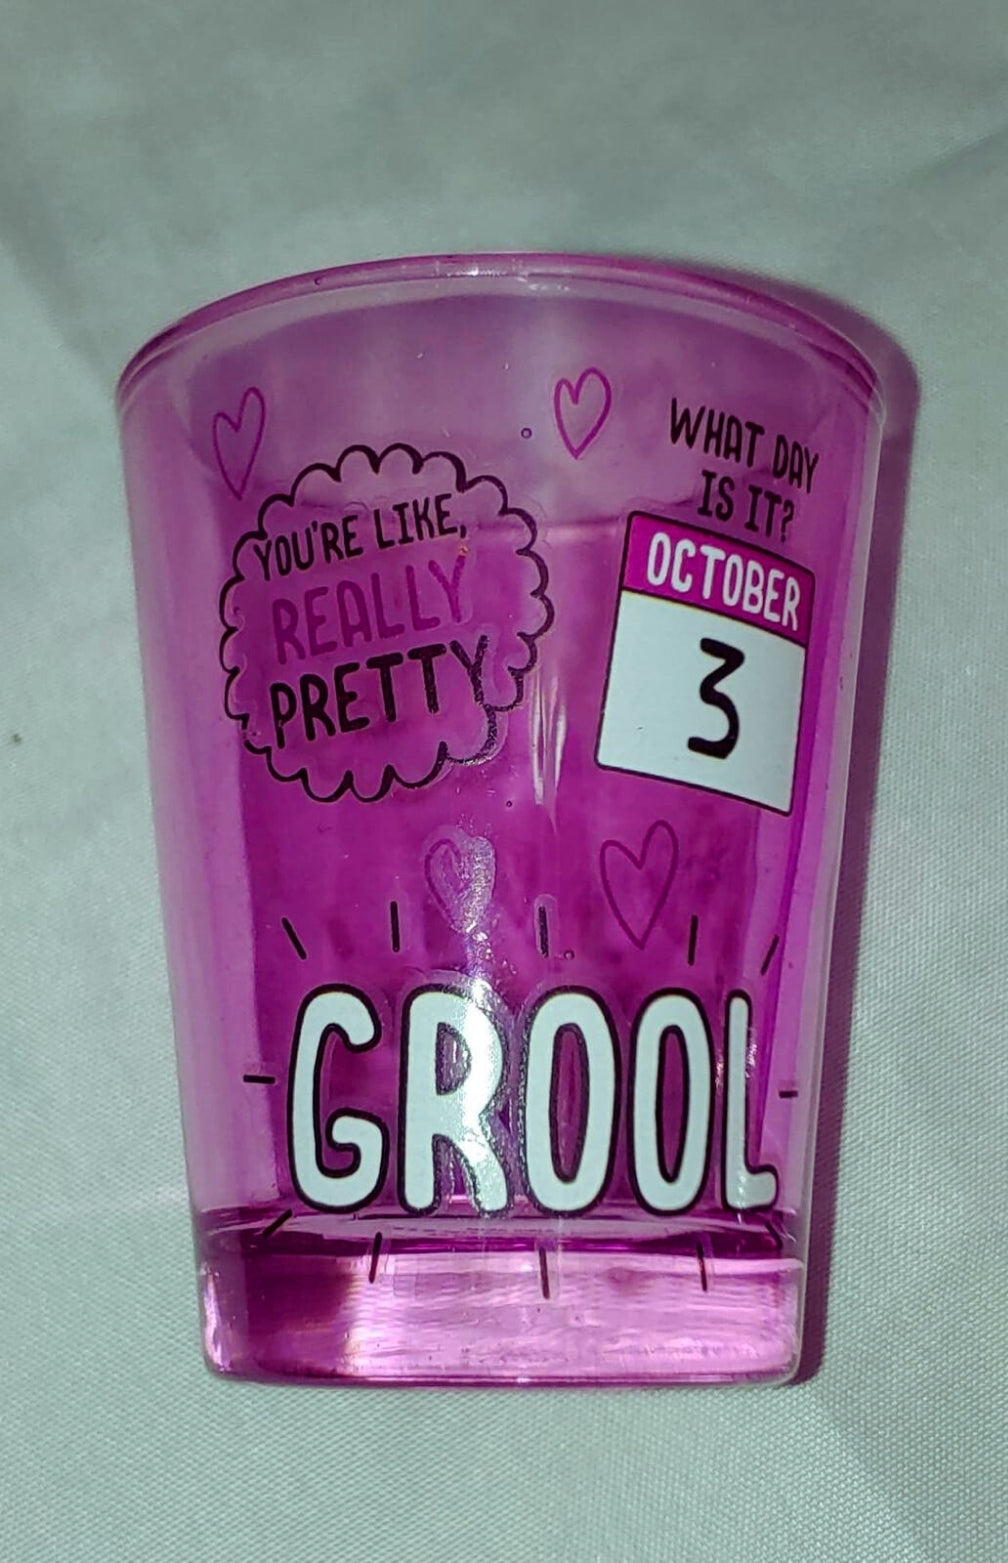 YOU'RE LIKE,
REALLY
PRETTY
WHAT DAY
IS IT?
OCTOBER
3
GROOL